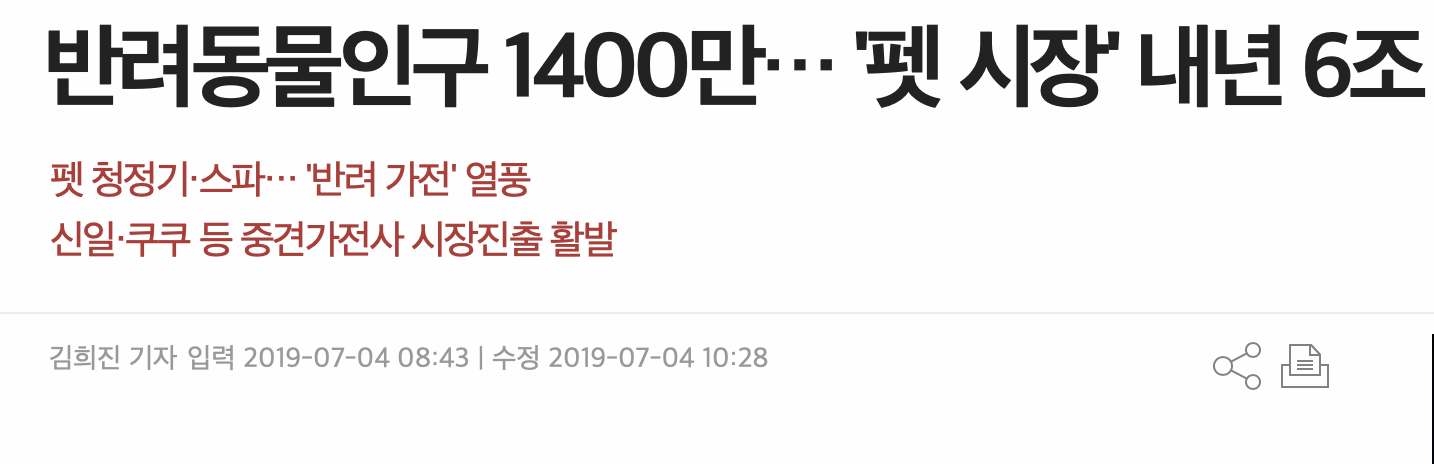 반려동물인구 1400만… '펫 시장' 내년 6조
펫 청정기·스파… '반려 가전' 열풍
신일·쿠쿠 등 중견가전사 시장진출 활발
김희진 기자 입력 2019-07-04 08:43 | 수정 2019-07-04 10:28